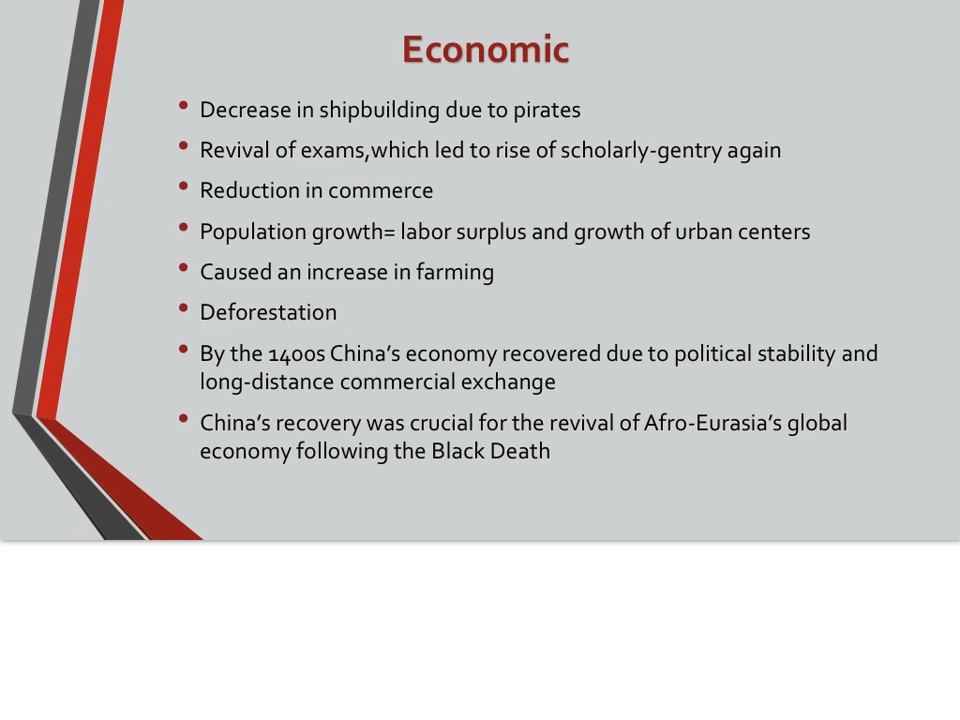 Economic
• Decrease in shipbuilding due to pirates
• Revival of exams,which led to rise of scholarly-gentry again
• Reduction in commerce
• Population growth= labor surplus and growth of urban centers
• Caused an increase in farming
• Deforestation
• By the 1400s China’s economy recovered due to political stability and
long-distance commercial exchange
• China’s recovery was crucial for the revival of Afro-Eurasia’s global
economy following the Black Death